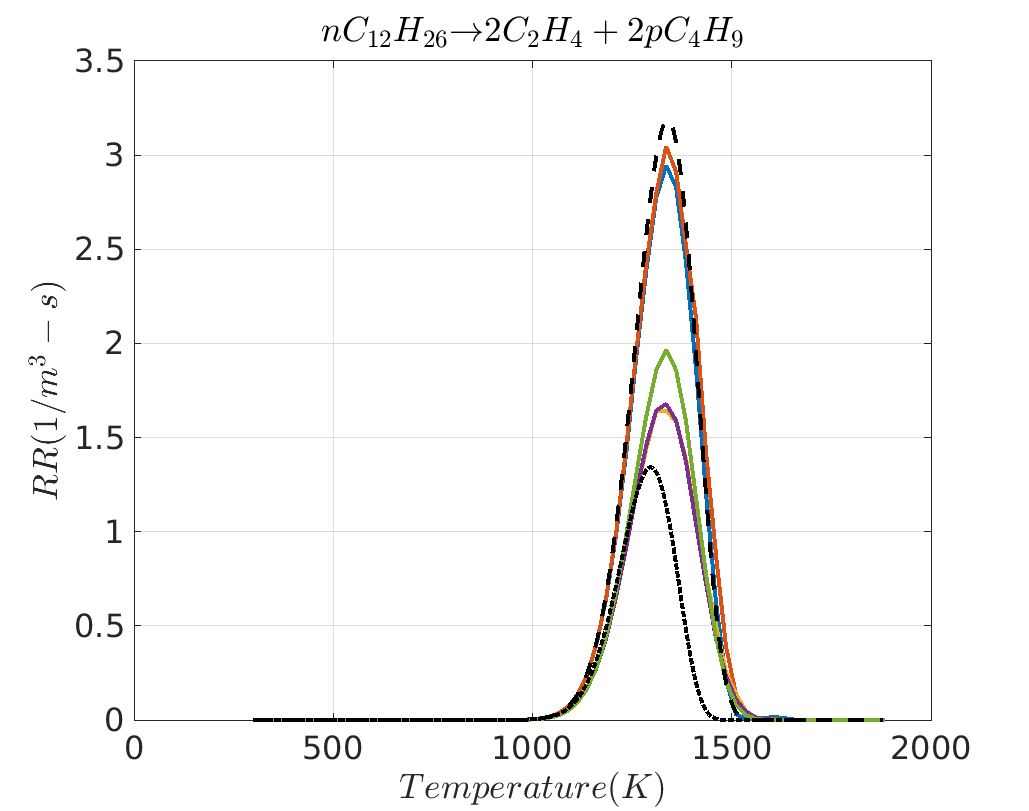 nC₁₂H₂₆→2C₂H₄ + 2pC₄H₉
3.5
3
2.5
2
1.5
1
0.5
0
RR(1/m³ − s)
0 500 1000 1500 2000
Temperature(K)